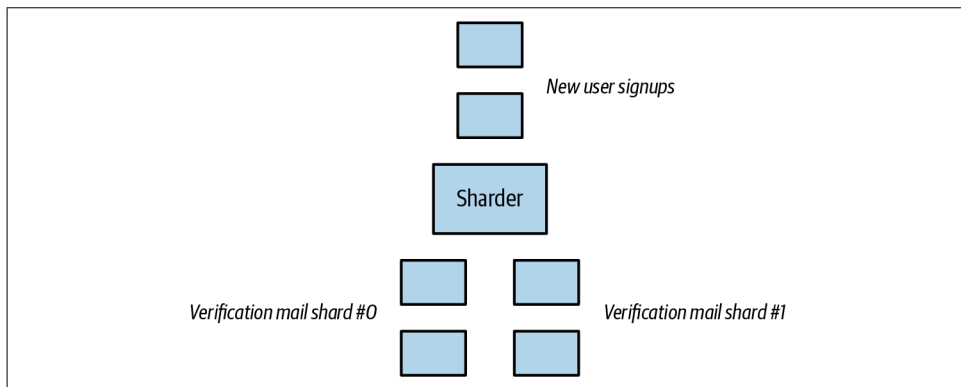 New user signups
Sharder
Verification mail shard #0
Verification mail shard #1